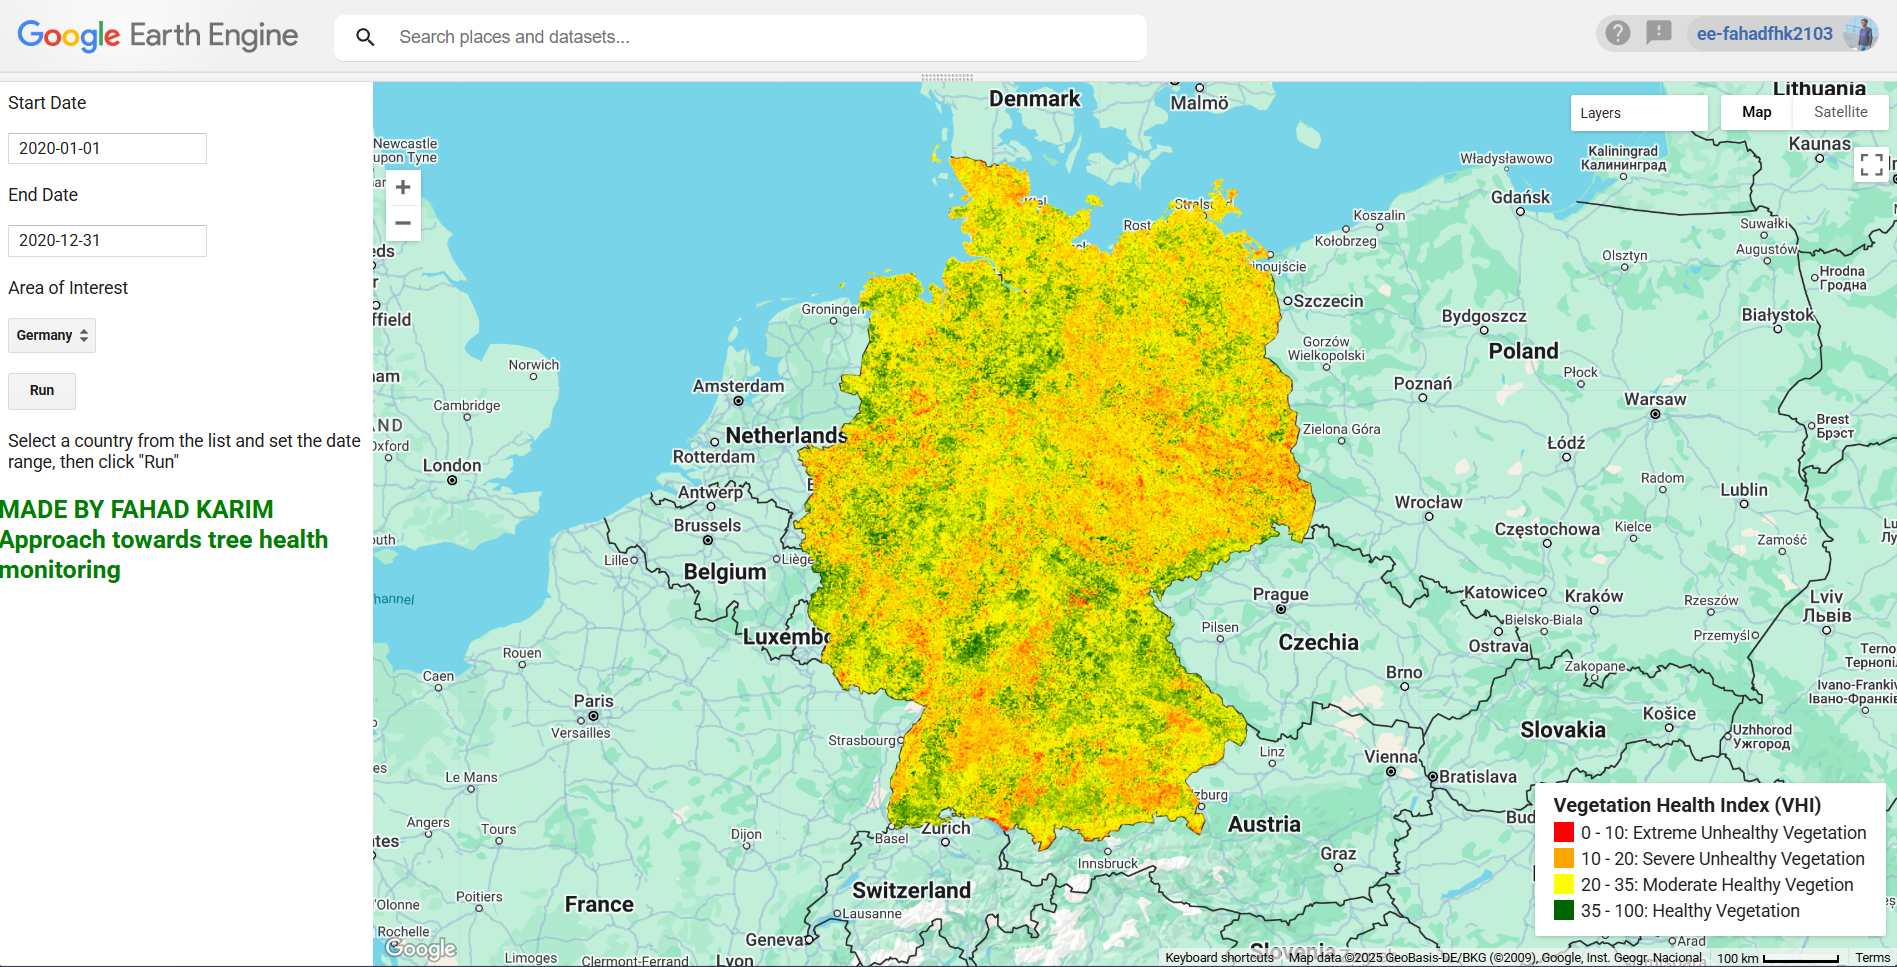 Google Earth Engine
Search places and datasets...
ee-fahadfhk2103
Start Date
2020-01-01
End Date
2020-12-31
Area of Interest
Germany
Run
Select a country from the list and set the date
range, then click "Run"
MADE BY FAHAD KARIM
Approach towards tree health
monitoring
Layers
Map
Satellite
Denmark
Malmö
Lithuania
Kaunas
Newcastle
upon Tyne
Władysławowo
Kaliningrad
Калининград
Gdańsk
Koszalin
Kołobrzeg
Suwałki
Augustów
Olsztyn
Hrodna
Гродна
Groningen
Szczecin
Bydgoszcz
Białystok
Gorzów
Wielkopolski
Poland
Norwich
Amsterdam
Poznań
Płock
Warsaw
Cambridge
Netherlands
Rotterdam
Zielona Góra
Łódź
Brest
Брэст
Oxford
London
Antwerp
Brussels
Wrocław
Radom
Lublin
Częstochowa
Kielce
Zamość
Lille
Liège
Belgium
Prague
Katowice
Kraków
Rzeszów
Lviv
Львів
Pilsen
Czechia
Bielsko-Biala
Ostrava
Przemyśl
Luxembo
Rouen
Caen
Brno
Zakopane
Paris
Versailles
Strasbourg
Košice
Slovakia
Uzhhorod
Ужгород
Linz
Vienna
Bratislava
Le Mans
Angers
Tours
Dijon
Basel
Zürich
zburg
Austria
Innsbruck
Graz
Poitiers
France
Switzerland
Lausanne
Geneva
Rochelle
Limoges
Clermont-Ferrand
Lyon
Slovenia
Arad
Vegetation Health Index (VHI)
0 - 10: Extreme Unhealthy Vegetation
10 - 20: Severe Unhealthy Vegetation
20 - 35: Moderate Healthy Vegetion
35 - 100: Healthy Vegetation
Google
Keyboard shortcuts
Map data ©2025 GeoBasis-DE/BKG (©2009), Google, Inst. Geogr. Nacional
100 km
Terms